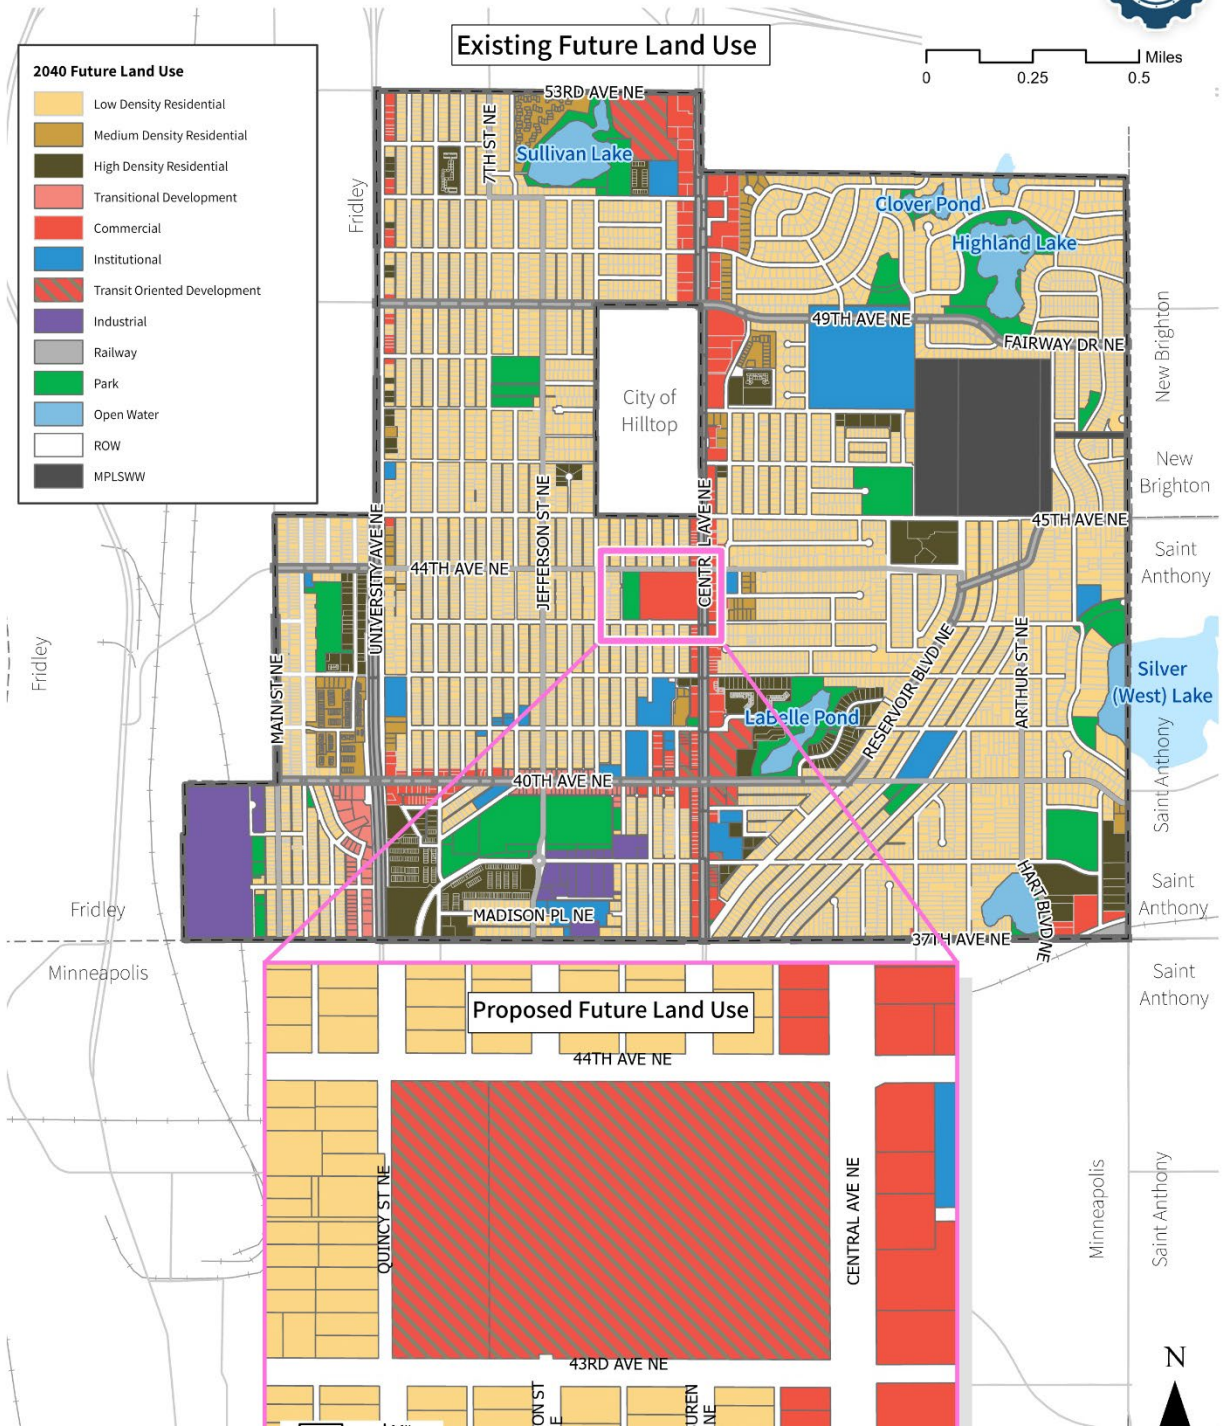 Existing Future Land Use
Miles
0
0.25
0.5
2040 Future Land Use
Low Density Residential
Medium Density Residential
High Density Residential
Transitional Development
Commercial
Institutional
Transit Oriented Development
Industrial
Railway
Park
Open Water
ROW
MPLSWW
53RD AVE NE
7TH ST NE
Sullivan Lake
Fridley
Clover Pond
Highland Lake
49TH AVE NE
FAIRWAY DR NE
New Brighton
City of
Hilltop
New
Brighton
JEFFERSON ST NE
UNIVERSITY AVE NE
CENTR L AVE NE
45TH AVE NE
44TH AVE NE
Saint
Anthony
Fridley
MAIN ST NE
RESERVOIR BLVD NE
ARTHUR ST NE
Silver
(West) Lake
LaBelle Pond
Saint Anthony
40TH AVE NE
HART BLVD NE
Saint
Anthony
Fridley
MADISON PL NE
37TH AVE NE
Minneapolis
Saint
Anthony
Proposed Future Land Use
44TH AVE NE
QUINCY ST NE
CENTRAL AVE NE
Minneapolis
Saint Anthony
43RD AVE NE
N
ON ST
E
UREN
NE